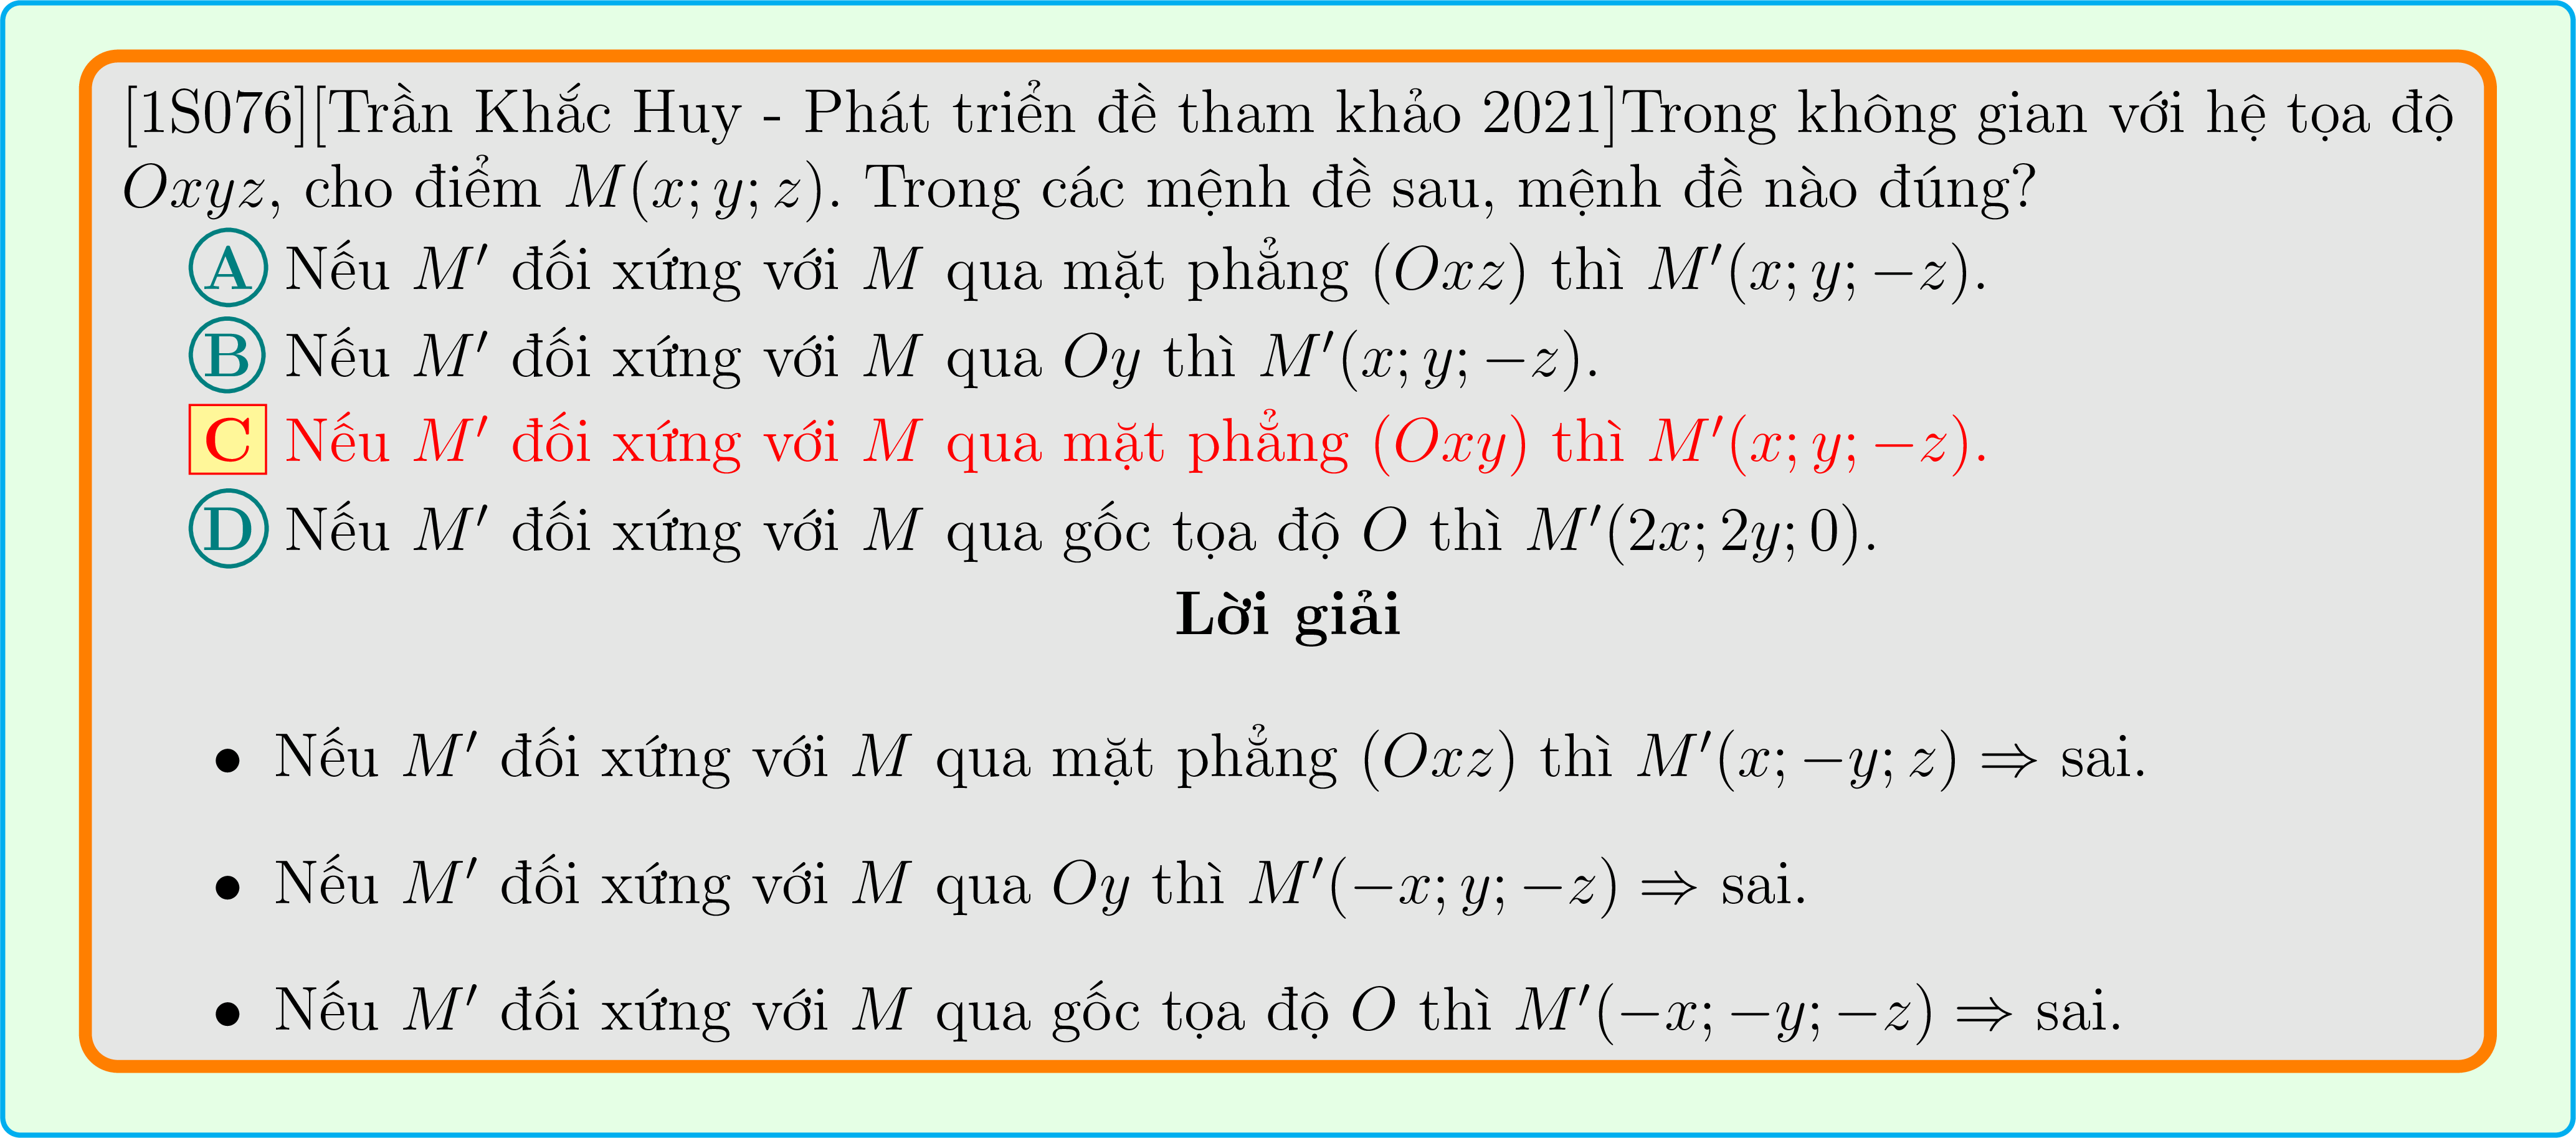 [1S076][Trần Khắc Huy - Phát triển đề tham khảo 2021]Trong không gian với hệ tọa độ
Oxyz, cho điểm M(x; y; z). Trong các mệnh đề sau, mệnh đề nào đúng?
A Nếu M′ đối xứng với M qua mặt phẳng (Oxz) thì M′(x; y; −z).
B Nếu M′ đối xứng với M qua Oy thì M′(x; y; −z).
C Nếu M′ đối xứng với M qua mặt phẳng (Oxy) thì M′(x; y; −z).
D Nếu M′ đối xứng với M qua gốc tọa độ O thì M′(2x; 2y; 0).
Lời giải
• Nếu M′ đối xứng với M qua mặt phẳng (Oxz) thì M′(x; −y; z) ⇒ sai.
• Nếu M′ đối xứng với M qua Oy thì M′(−x; y; −z) ⇒ sai.
• Nếu M′ đối xứng với M qua gốc tọa độ O thì M′(−x; −y; −z) ⇒ sai.